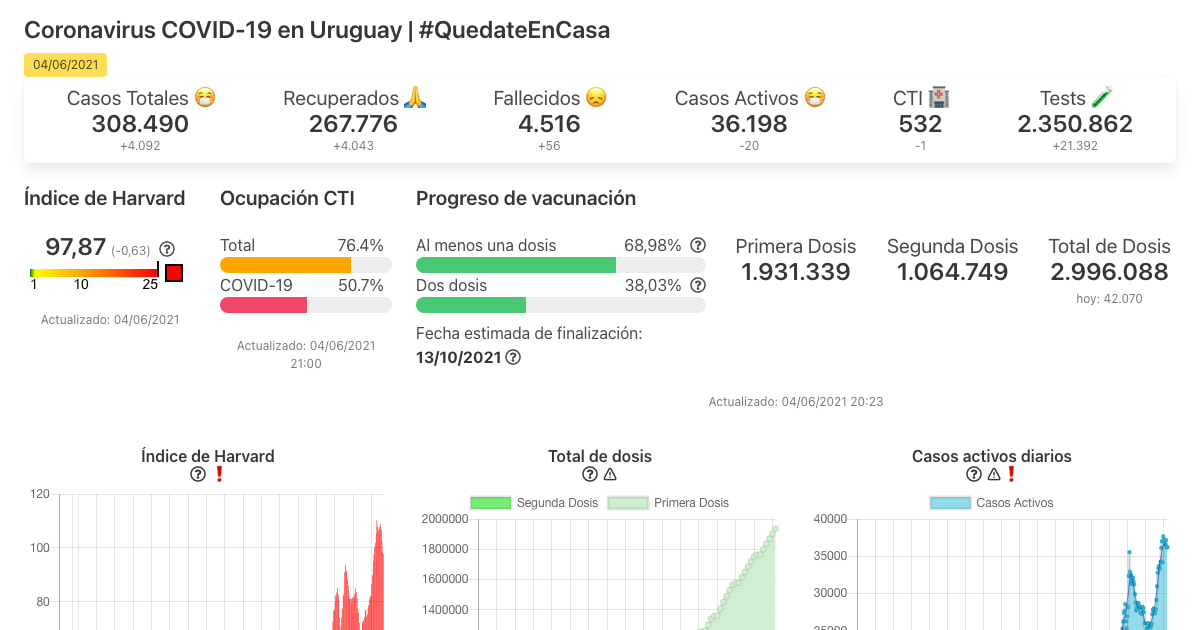 Coronavirus COVID-19 en Uruguay | #QuedateEnCasa
04/06/2021
Casos Totales 😷 Recuperados 🙏 Fallecidos 😞 Casos Activos 😷 CTI 🏥 Tests 🧪
308.490 267.776 4.516 36.198 532 2.350.862
+4.092 +4.043 +56 -20 -1 +21.392
Índice de Harvard
97,87 (-0,63)
1 10 25
Actualizado: 04/06/2021
Ocupación CTI
Total 76.4%
COVID-19 50.7%
Actualizado: 04/06/2021
21:00
Progreso de vacunación
Al menos una dosis 68,98%
Dos dosis 38,03%
Fecha estimada de finalización:
13/10/2021
Primera Dosis
1.931.339
Segunda Dosis
1.064.749
Total de Dosis
2.996.088
hoy: 42.070
Actualizado: 04/06/2021 20:23
Índice de Harvard
❗
120
100
80
Total de dosis
⚠
Segunda Dosis Primera Dosis
2000000
1800000
1600000
1400000
Casos activos diarios
⚠ ❗
Casos Activos
40000
35000
30000
25000